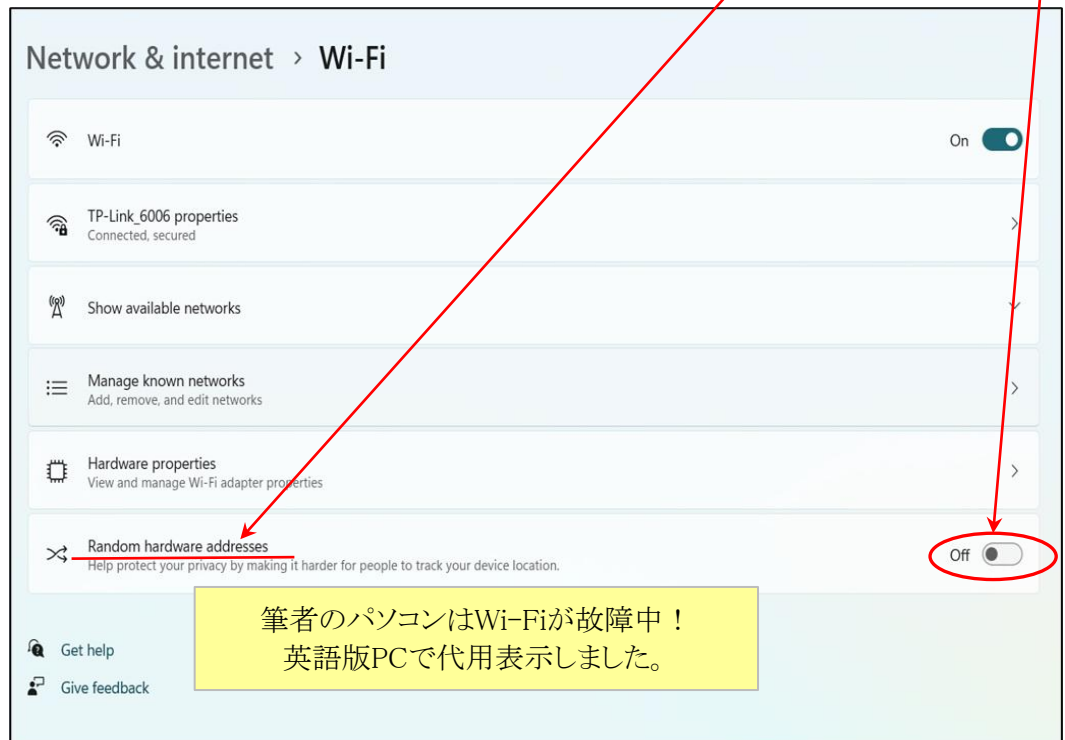 Network & internet > Wi-Fi
Wi-Fi
On
TP-Link_6006 properties
Connected, secured
Show available networks
Manage known networks
Add, remove, and edit networks
Hardware properties
View and manage Wi-Fi adapter properties
Random hardware addresses
Help protect your privacy by making it harder for people to track your device location.
Off
筆者のパソコンはWi-Fiが故障中！
英語版PCで代用表示しました。
Get help
Give feedback